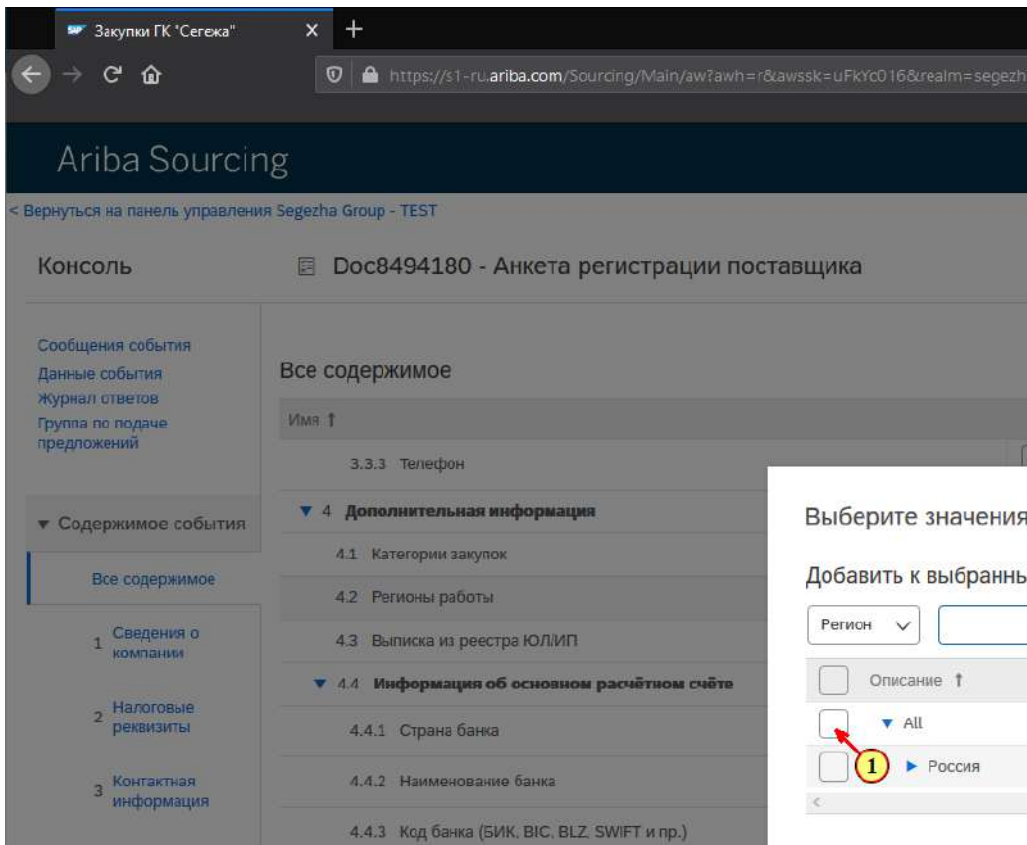 SAP Закупки ГК "Сегежа"
https://s1-ru.ariba.com/Sourcing/Main/aw?awh=r&awssk=uFkYc016&realm=segezh
Ariba Sourcing
< Вернуться на панель управления Segezha Group - TEST
Консоль
Doc8494180 - Анкета регистрации поставщика
Сообщения события
Данные события
Журнал ответов
Группа по подаче
предложений
Содержимое события
Все содержимое
1 Сведения о
компании
2 Налоговые
реквизиты
3 Контактная
информация
Все содержимое
Имя ↑
3.3.3 Телефон
▼ 4 Дополнительная информация
4.1 Категории закупок
4.2 Регионы работы
4.3 Выписка из реестра ЮЛ/ИП
▼ 4.4 Информация об основном расчётном счёте
4.4.1 Страна банка
4.4.2 Наименование банка
4.4.3 Код банка (БИК, BIC, BLZ, SWIFT и пр.)
Выберите значения
Добавить к выбранны
Регион
Описание ↑
▼ All
1
► Россия